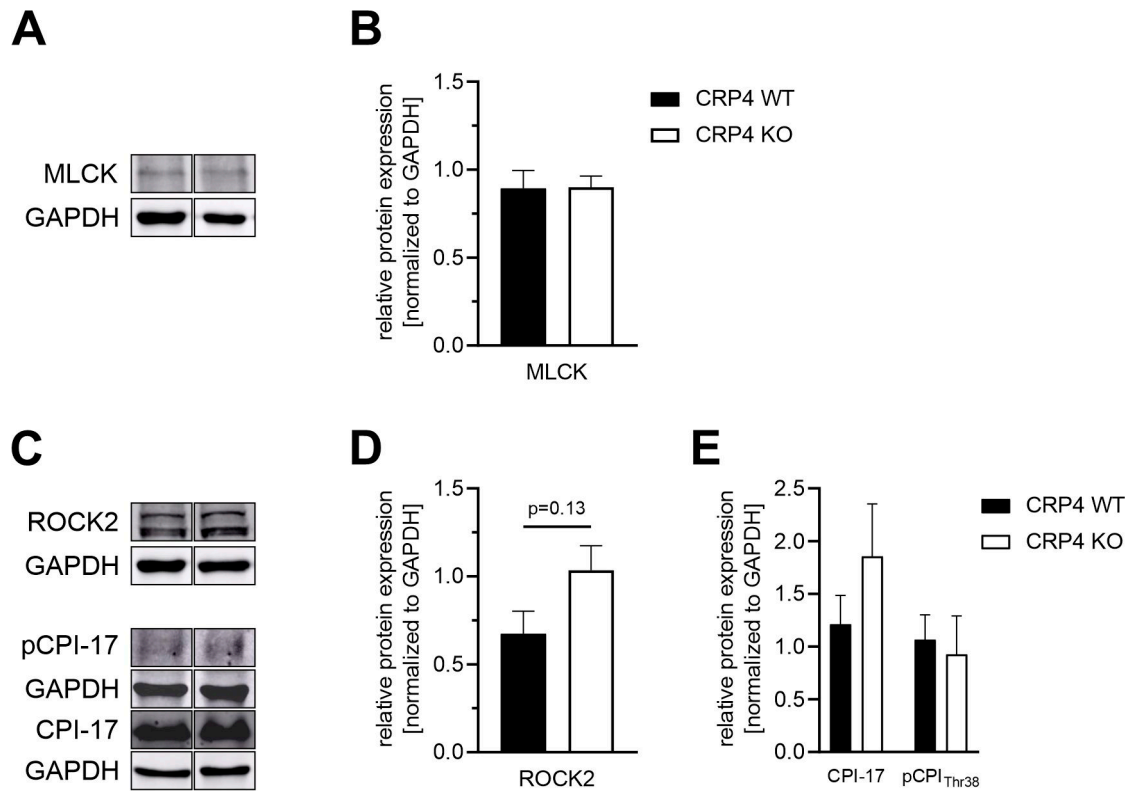 A
MLCK
GAPDH
B
relative protein expression
[normalized to GAPDH]
1.5
1.0
0.5
0.0
MLCK
CRP4 WT
CRP4 KO
C
ROCK2
GAPDH
pCPI-17
GAPDH
CPI-17
GAPDH
D
relative protein expression
[normalized to GAPDH]
1.5
1.0
0.5
0.0
p=0.13
ROCK2
E
relative protein expression
[normalized to GAPDH]
2.5
2.0
1.5
1.0
0.5
0.0
CPI-17 pCPIThr38
CRP4 WT
CRP4 KO